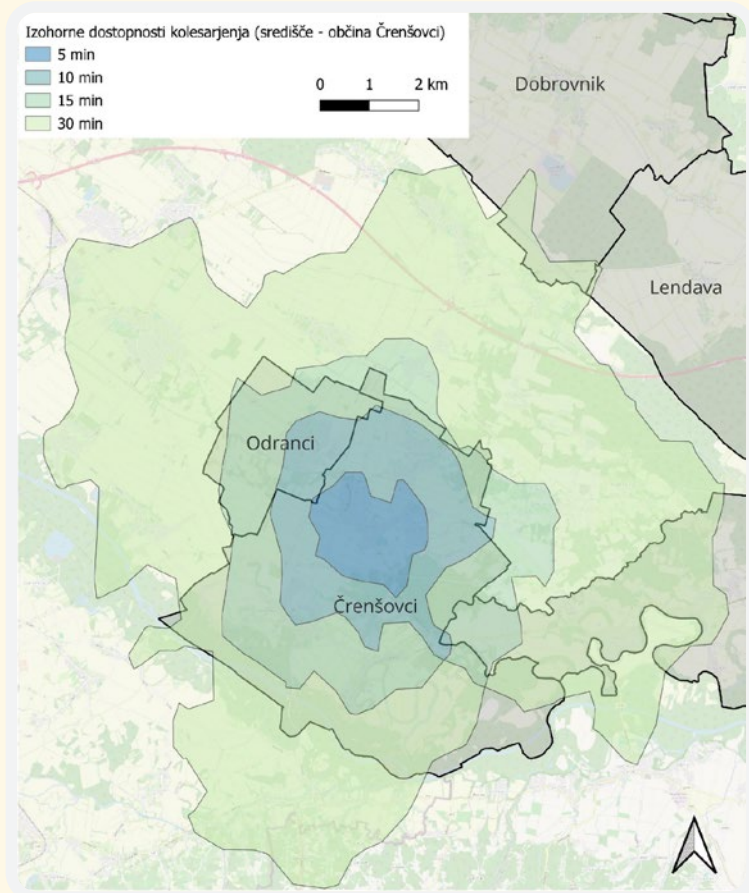 Izohorne dostopnosti kolesarjenja (središče - občina Črenšovci)
5 min
10 min
15 min
30 min
0 1 2 km
Dobrovnik
Lendava
Odranci
Črenšovci